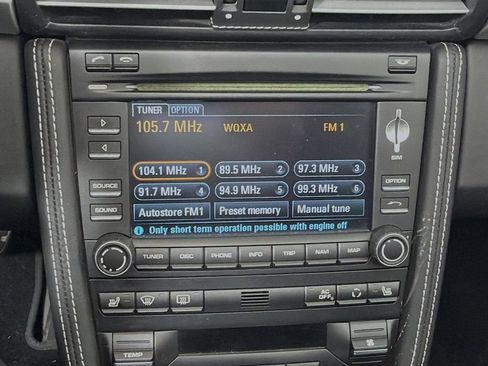 TUNER OPTION
105.7 MHz WQXA FM 1
104.1 MHz 1 89.5 MHz 2 97.3 MHz 3
91.7 MHz 4 94.9 MHz 5 99.3 MHz 6
Autostore FM1 Preset memory Manual tune
Only short term operation possible with engine off
SIM
SOURCE
OPTION
SOUND
TUNER DISC PHONE INFO TRIP NAVI MAP
AC OFF
TEMP